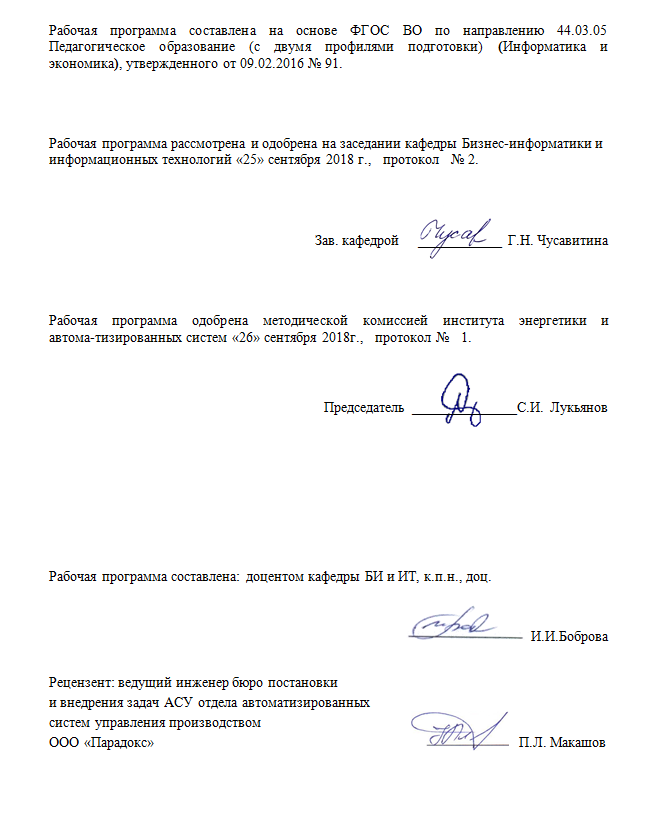 Рабочая программа составлена на основе ФГОС ВО по направлению 44.03.05
Педагогическое образование (с двумя профилями подготовки) (Информатика и
экономика), утвержденного от 09.02.2016 № 91.
Рабочая программа рассмотрена и одобрена на заседании кафедры Бизнес-информатики и
информационных технологий «25» сентября 2018 г., протокол № 2.
Зав. кафедрой Чусав Г.Н. Чусавитина
Рабочая программа одобрена методической комиссией института энергетики и
автома-тизированных систем «26» сентября 2018г., протокол № 1.
Председатель С.И. Лукьянов
Рабочая программа составлена: доцентом кафедры БИ и ИТ, к.п.н., доц.
И.И.Боброва
Рецензент: ведущий инженер бюро постановки
и внедрения задач АСУ отдела автоматизированных
систем управления производством
ООО «Парадокс» П.Л. Макашов